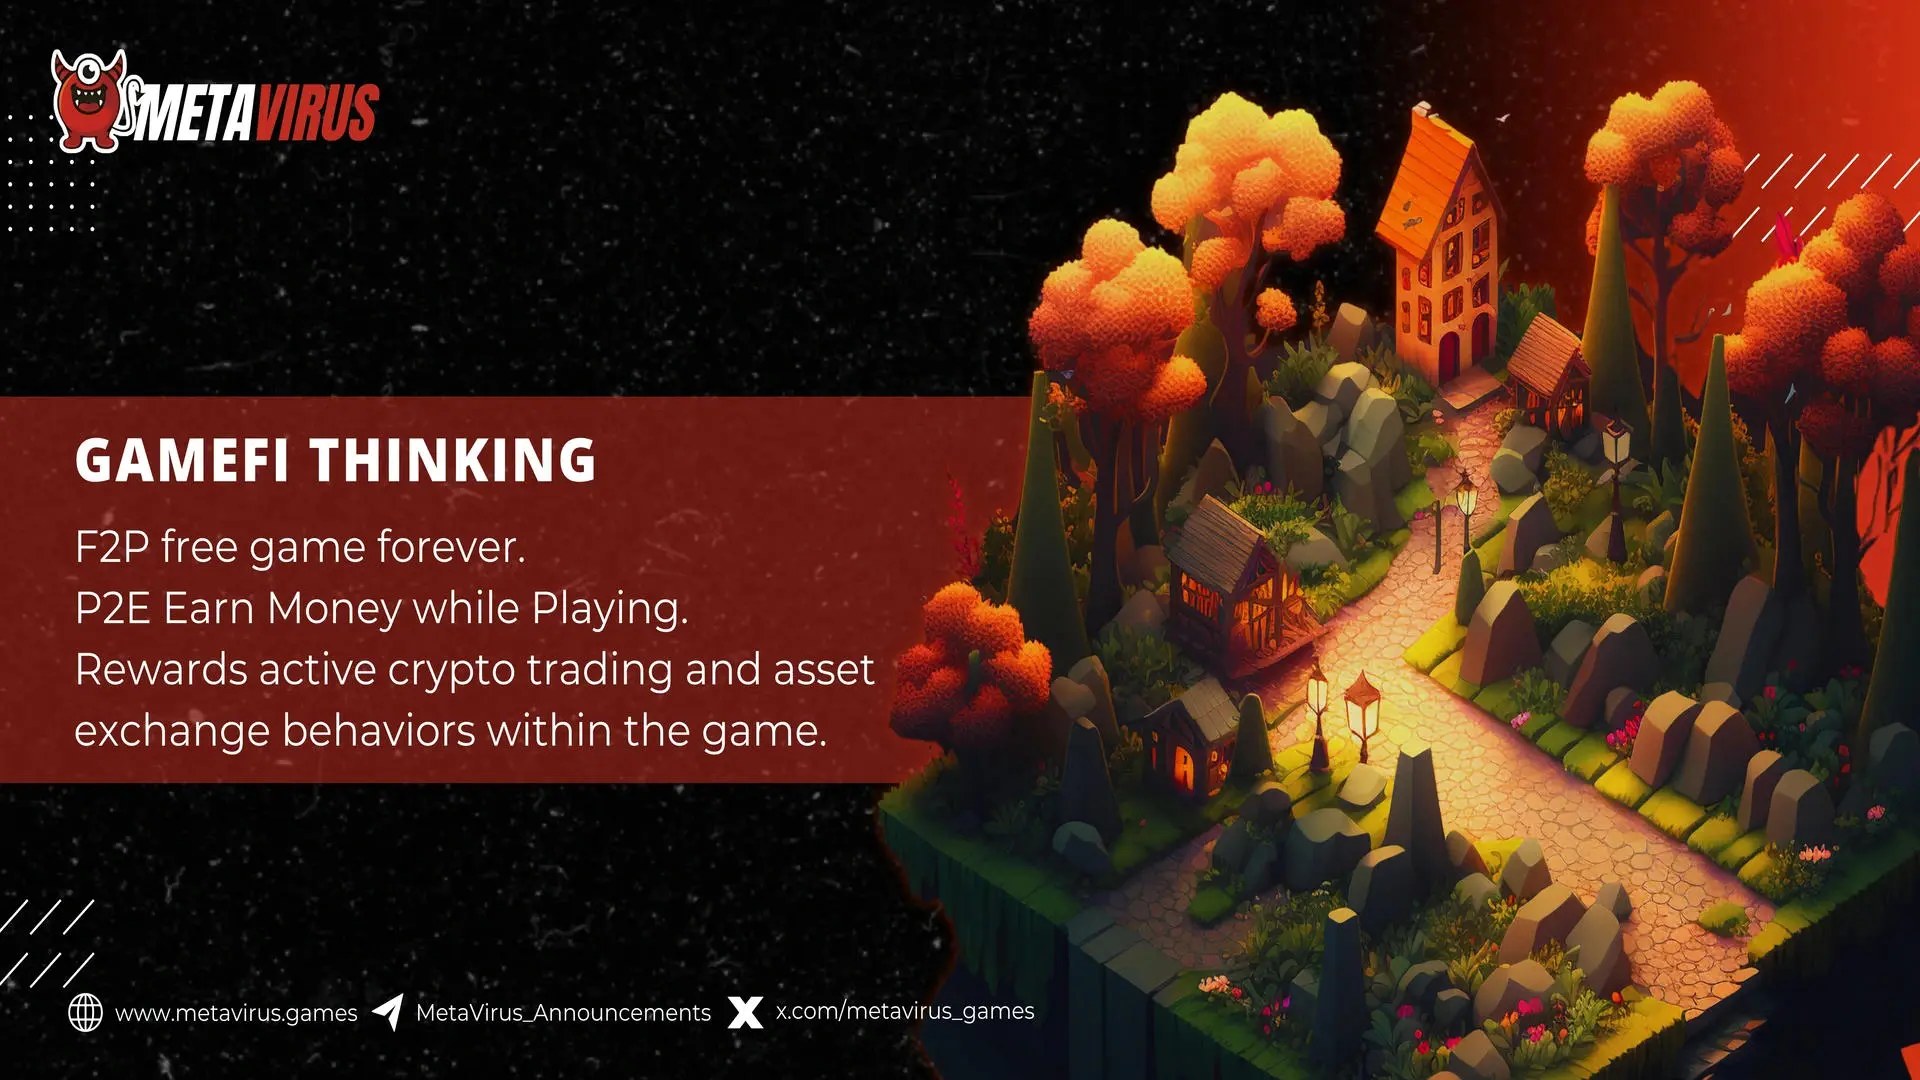 METAVIRUS
GAMEFI THINKING
F2P free game forever.
P2E Earn Money while Playing.
Rewards active crypto trading and asset
exchange behaviors within the game.
www.metavirus.games MetaVirus_Announcements x.com/metavirus_games